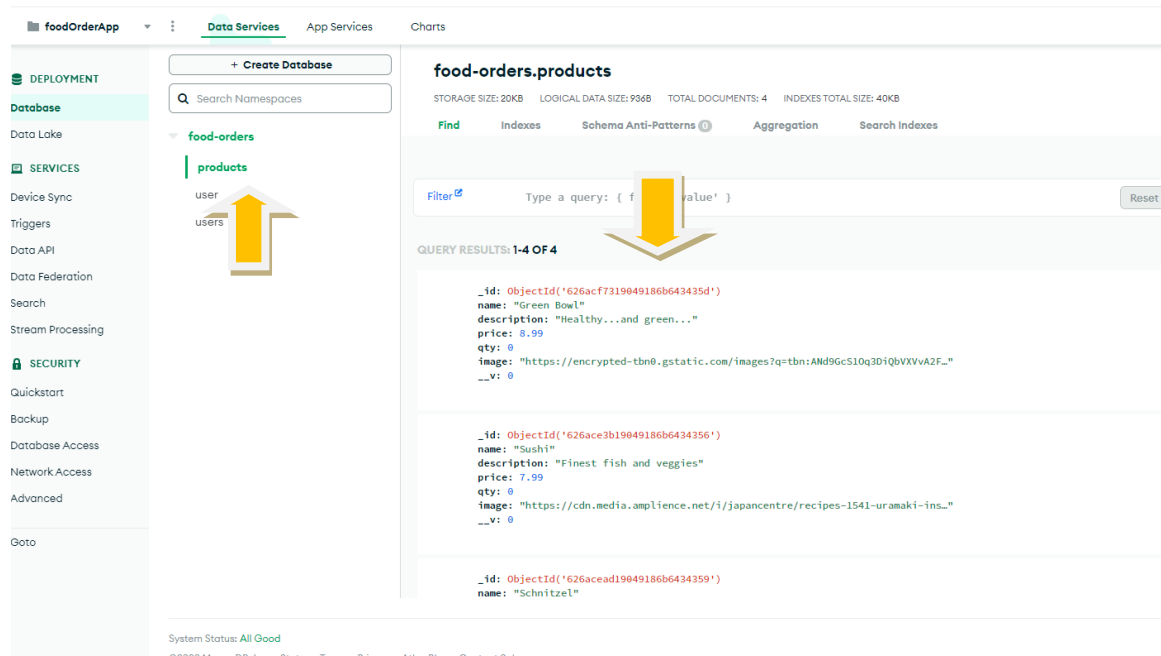 foodOrderApp
Data Services
App Services
Charts
DEPLOYMENT
Database
Data Lake
SERVICES
Device Sync
Triggers
Data API
Data Federation
Search
Stream Processing
SECURITY
Quickstart
Backup
Database Access
Network Access
Advanced
Goto
+ Create Database
Search Namespaces
food-orders
products
user
users
food-orders.products
STORAGE SIZE: 20KB LOGICAL DATA SIZE: 936B TOTAL DOCUMENTS: 4 INDEXES TOTAL SIZE: 40KB
Find Indexes Schema Anti-Patterns 0 Aggregation Search Indexes
Filter
Type a query: { f value' }
Reset
QUERY RESULTS: 1-4 OF 4
_id: ObjectId('626acf7319049186b643435d')
name: "Green Bowl"
description: "Healthy...and green..."
price: 8.99
qty: 0
image: "https://encrypted-tbn0.gstatic.com/images?q=tbn:ANd9GcS1Oq3DiQbVXVvA2F…"
__v: 0
_id: ObjectId('626ace3b19049186b6434356')
name: "Sushi"
description: "Finest fish and veggies"
price: 7.99
qty: 0
image: "https://cdn.media.amplience.net/i/japancentre/recipes-1541-uramaki-ins…"
__v: 0
_id: ObjectId('626acead19049186b6434359')
name: "Schnitzel"
System Status: All Good